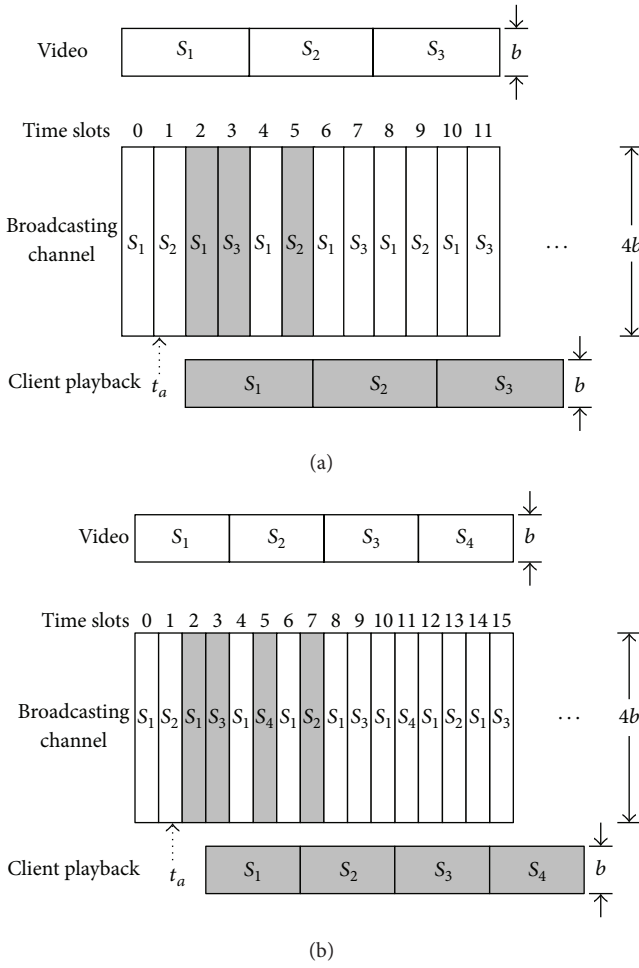 Video S1 S2 S3 b
Time slots 0 1 2 3 4 5 6 7 8 9 10 11
Broadcasting channel S1 S2 S1 S3 S1 S2 S1 S3 S1 S2 S1 S3 ... 4b
Client playback ta S1 S2 S3 b
(a)
Video S1 S2 S3 S4 b
Time slots 0 1 2 3 4 5 6 7 8 9 10 11 12 13 14 15
Broadcasting channel S1 S2 S1 S3 S1 S4 S1 S2 S1 S3 S1 S4 S1 S2 S1 S3 ... 4b
Client playback ta S1 S2 S3 S4 b
(b)